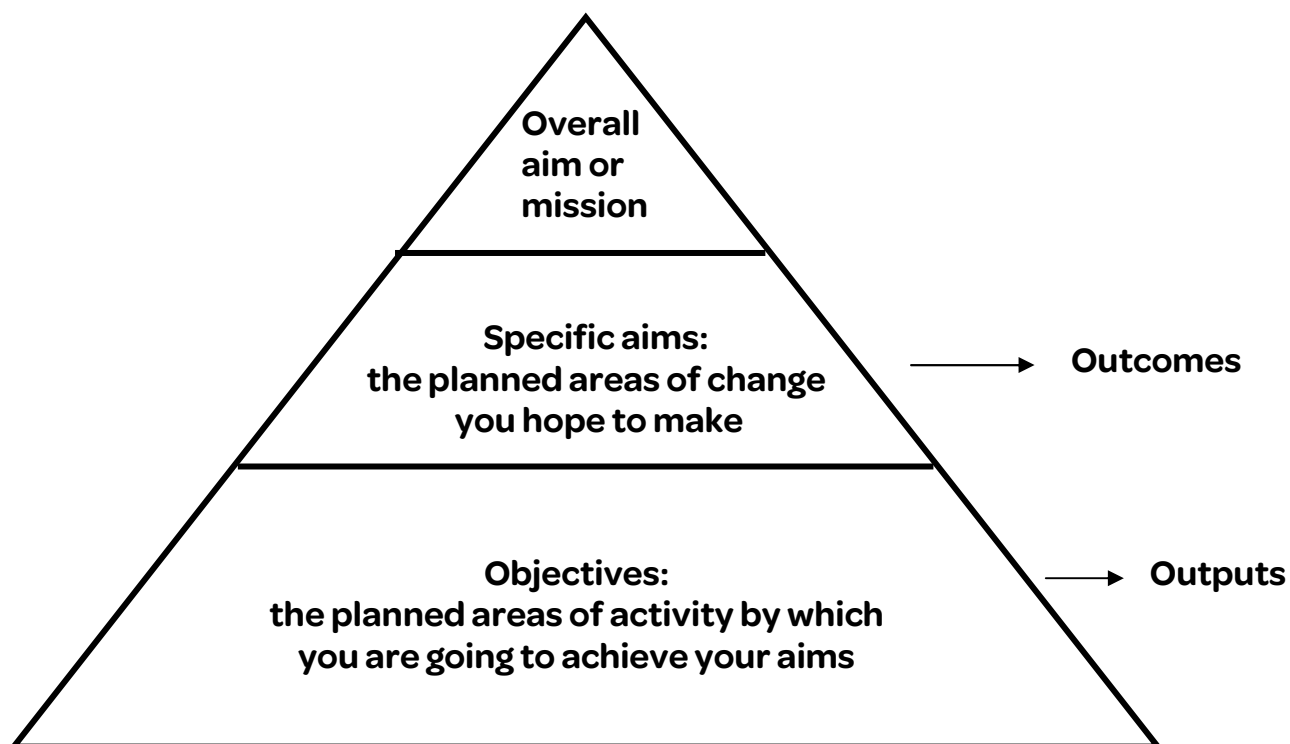 Overall
aim or
mission
Specific aims:
the planned areas of change
you hope to make
Outcomes
Objectives:
the planned areas of activity by which
you are going to achieve your aims
Outputs